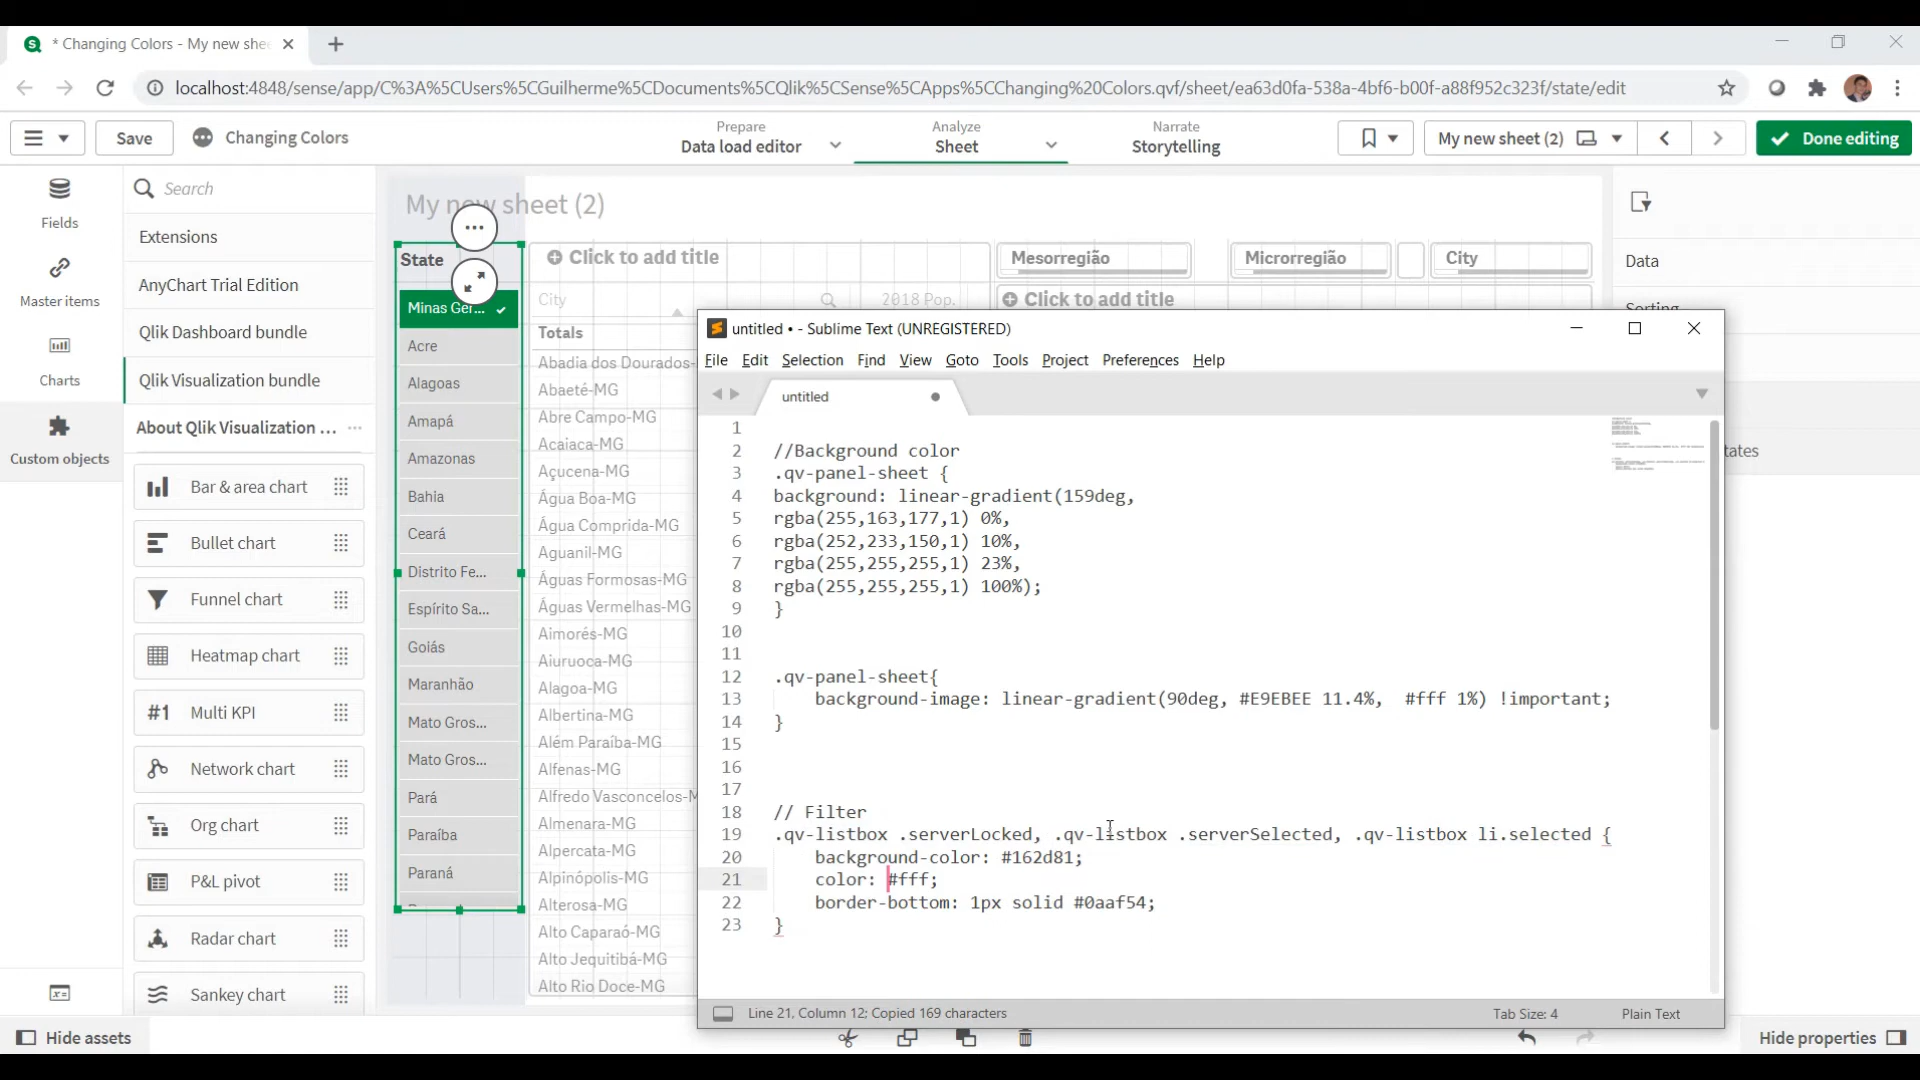 * Changing Colors - My new shee
localhost:4848/sense/app/C%3A%5CUsers%5CGuilherme%5CDocuments%5CQlik%5CSense%5CApps%5CChanging%20Colors.qvf/sheet/ea63d0fa-538a-4bf6-b00f-a88f952c323f/state/edit
Save
Changing Colors
Prepare
Data load editor
Analyze
Sheet
Narrate
Storytelling
My new sheet (2)
Done editing
Fields
Master items
Charts
Custom objects
Search
Extensions
AnyChart Trial Edition
Qlik Dashboard bundle
Qlik Visualization bundle
About Qlik Visualization ...
Bar & area chart
Bullet chart
Funnel chart
Heatmap chart
#1 Multi KPI
Network chart
Org chart
P&L pivot
Radar chart
Sankey chart
My new sheet (2)
State
Minas Ger...
Acre
Alagoas
Amapá
Amazonas
Bahia
Ceará
Distrito Fe...
Espírito Sa...
Goiás
Maranhão
Mato Gros...
Mato Gros...
Pará
Paraíba
Paraná
Click to add title
City
2018 Pop.
Totals
Abadia dos Dourados-
Abaeté-MG
Abre Campo-MG
Acaiaca-MG
Açucena-MG
Água Boa-MG
Água Comprida-MG
Aguanil-MG
Águas Formosas-MG
Águas Vermelhas-MG
Aimorés-MG
Aiuruoca-MG
Alagoa-MG
Albertina-MG
Além Paraíba-MG
Alfenas-MG
Alfredo Vasconcelos-M
Almenara-MG
Alpercata-MG
Alpinópolis-MG
Alterosa-MG
Alto Caparaó-MG
Alto Jequitibá-MG
Alto Rio Doce-MG
Mesorregião
Microrregião
City
Click to add title
Data
Sorting
tates
untitled • - Sublime Text (UNREGISTERED)
File Edit Selection Find View Goto Tools Project Preferences Help
untitled
1
2 //Background color
3 .qv-panel-sheet {
4 background: linear-gradient(159deg,
5 rgba(255,163,177,1) 0%,
6 rgba(252,233,150,1) 10%,
7 rgba(255,255,255,1) 23%,
8 rgba(255,255,255,1) 100%);
9 }
10
11
12 .qv-panel-sheet{
13 background-image: linear-gradient(90deg, #E9EBEE 11.4%, #fff 1%) !important;
14 }
15
16
17
18 // Filter
19 .qv-listbox .serverLocked, .qv-listbox .serverSelected, .qv-listbox li.selected {
20 background-color: #162d81;
21 color: #fff;
22 border-bottom: 1px solid #0aaf54;
23 }
Line 21, Column 12; Copied 169 characters
Tab Size: 4
Plain Text
Hide assets
Hide properties